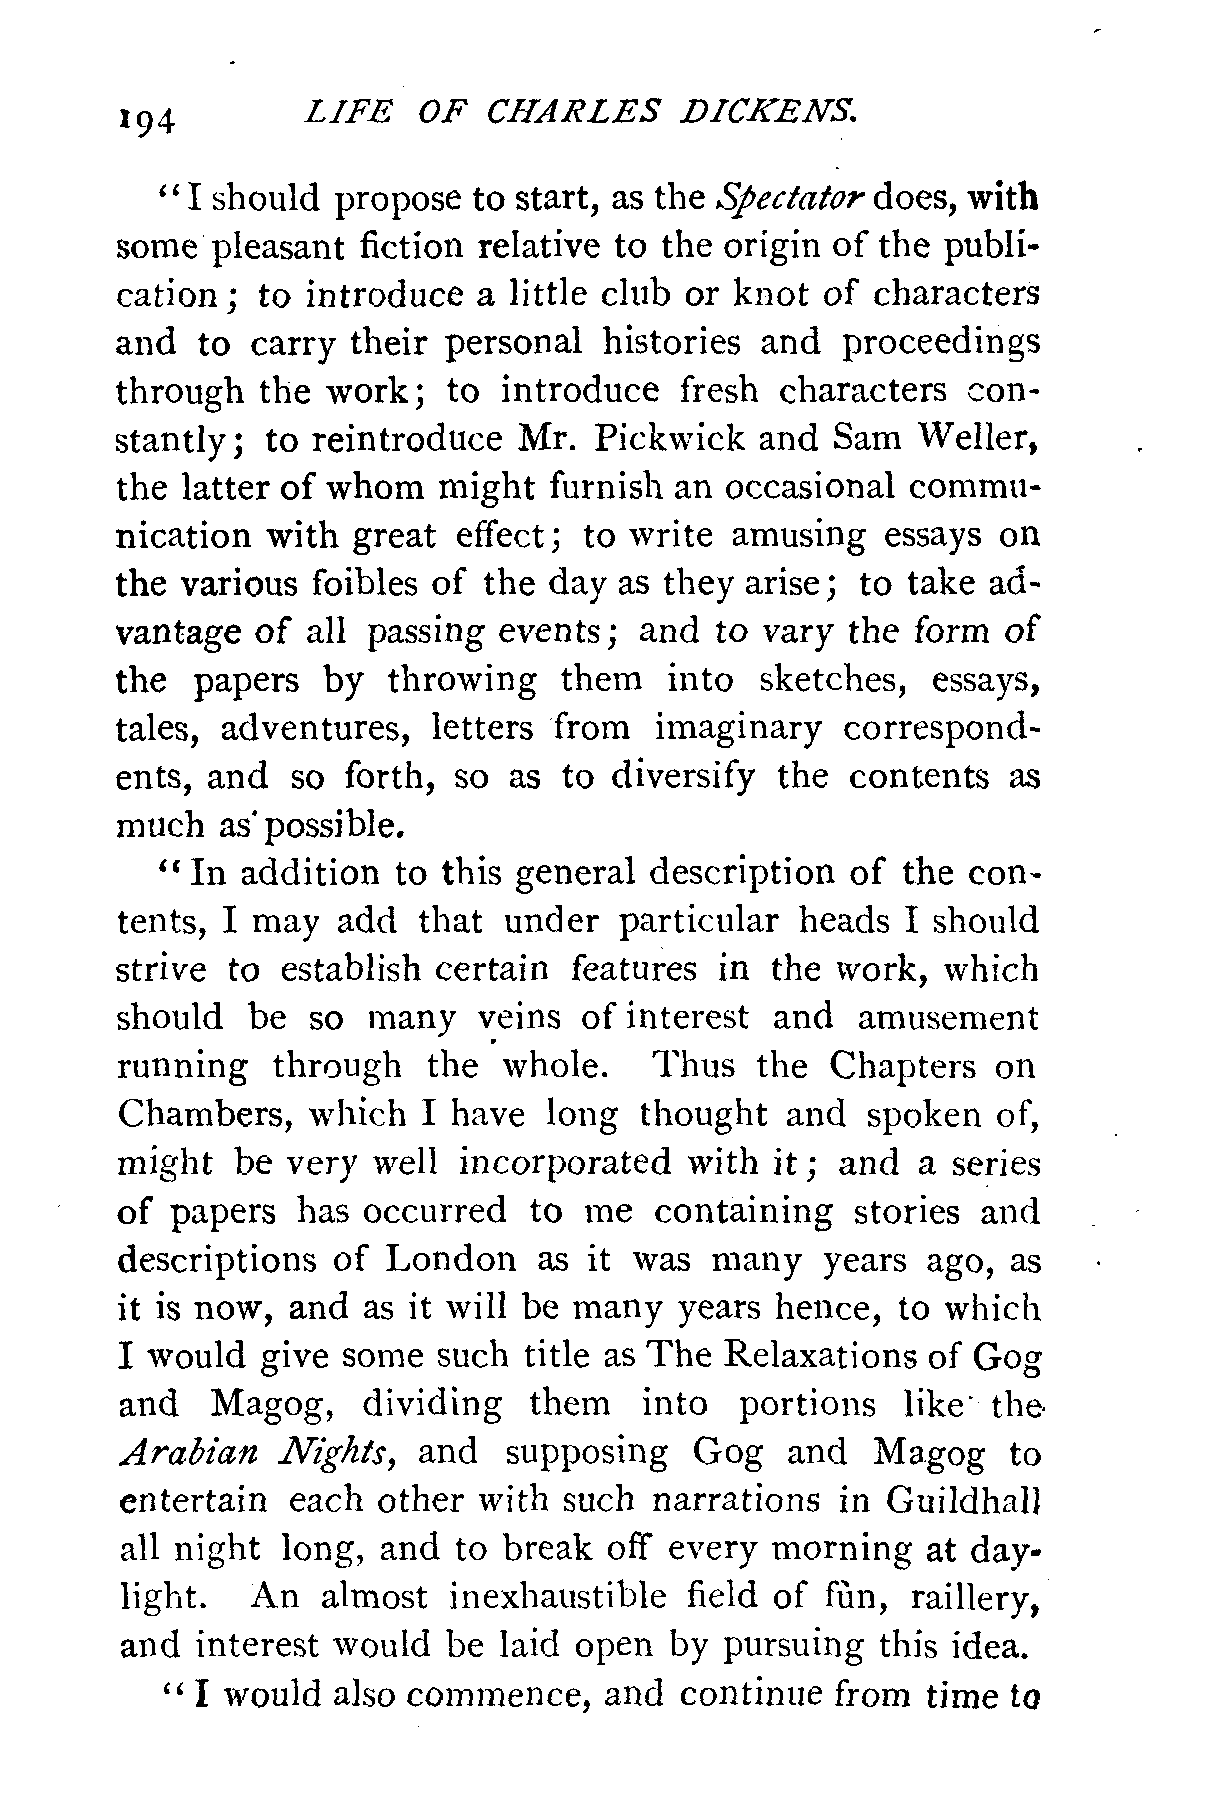 194 LIFE OF CHARLES DICKENS.
“I should propose to start, as the Spectator does, with
some pleasant fiction relative to the origin of the publi-
cation; to introduce a little club or knot of characters
and to carry their personal histories and proceedings
through the work; to introduce fresh characters con-
stantly; to reintroduce Mr. Pickwick and Sam Weller,
the latter of whom might furnish an occasional commu-
nication with great effect; to write amusing essays on
the various foibles of the day as they arise; to take ad-
vantage of all passing events; and to vary the form of
the papers by throwing them into sketches, essays,
tales, adventures, letters from imaginary correspond-
ents, and so forth, so as to diversify the contents as
much as possible.
“In addition to this general description of the con-
tents, I may add that under particular heads I should
strive to establish certain features in the work, which
should be so many veins of interest and amusement
running through the whole. Thus the Chapters on
Chambers, which I have long thought and spoken of,
might be very well incorporated with it; and a series
of papers has occurred to me containing stories and
descriptions of London as it was many years ago, as
it is now, and as it will be many years hence, to which
I would give some such title as The Relaxations of Gog
and Magog, dividing them into portions like the
Arabian Nights, and supposing Gog and Magog to
entertain each other with such narrations in Guildhall
all night long, and to break off every morning at day-
light. An almost inexhaustible field of fun, raillery,
and interest would be laid open by pursuing this idea.
“I would also commence, and continue from time to